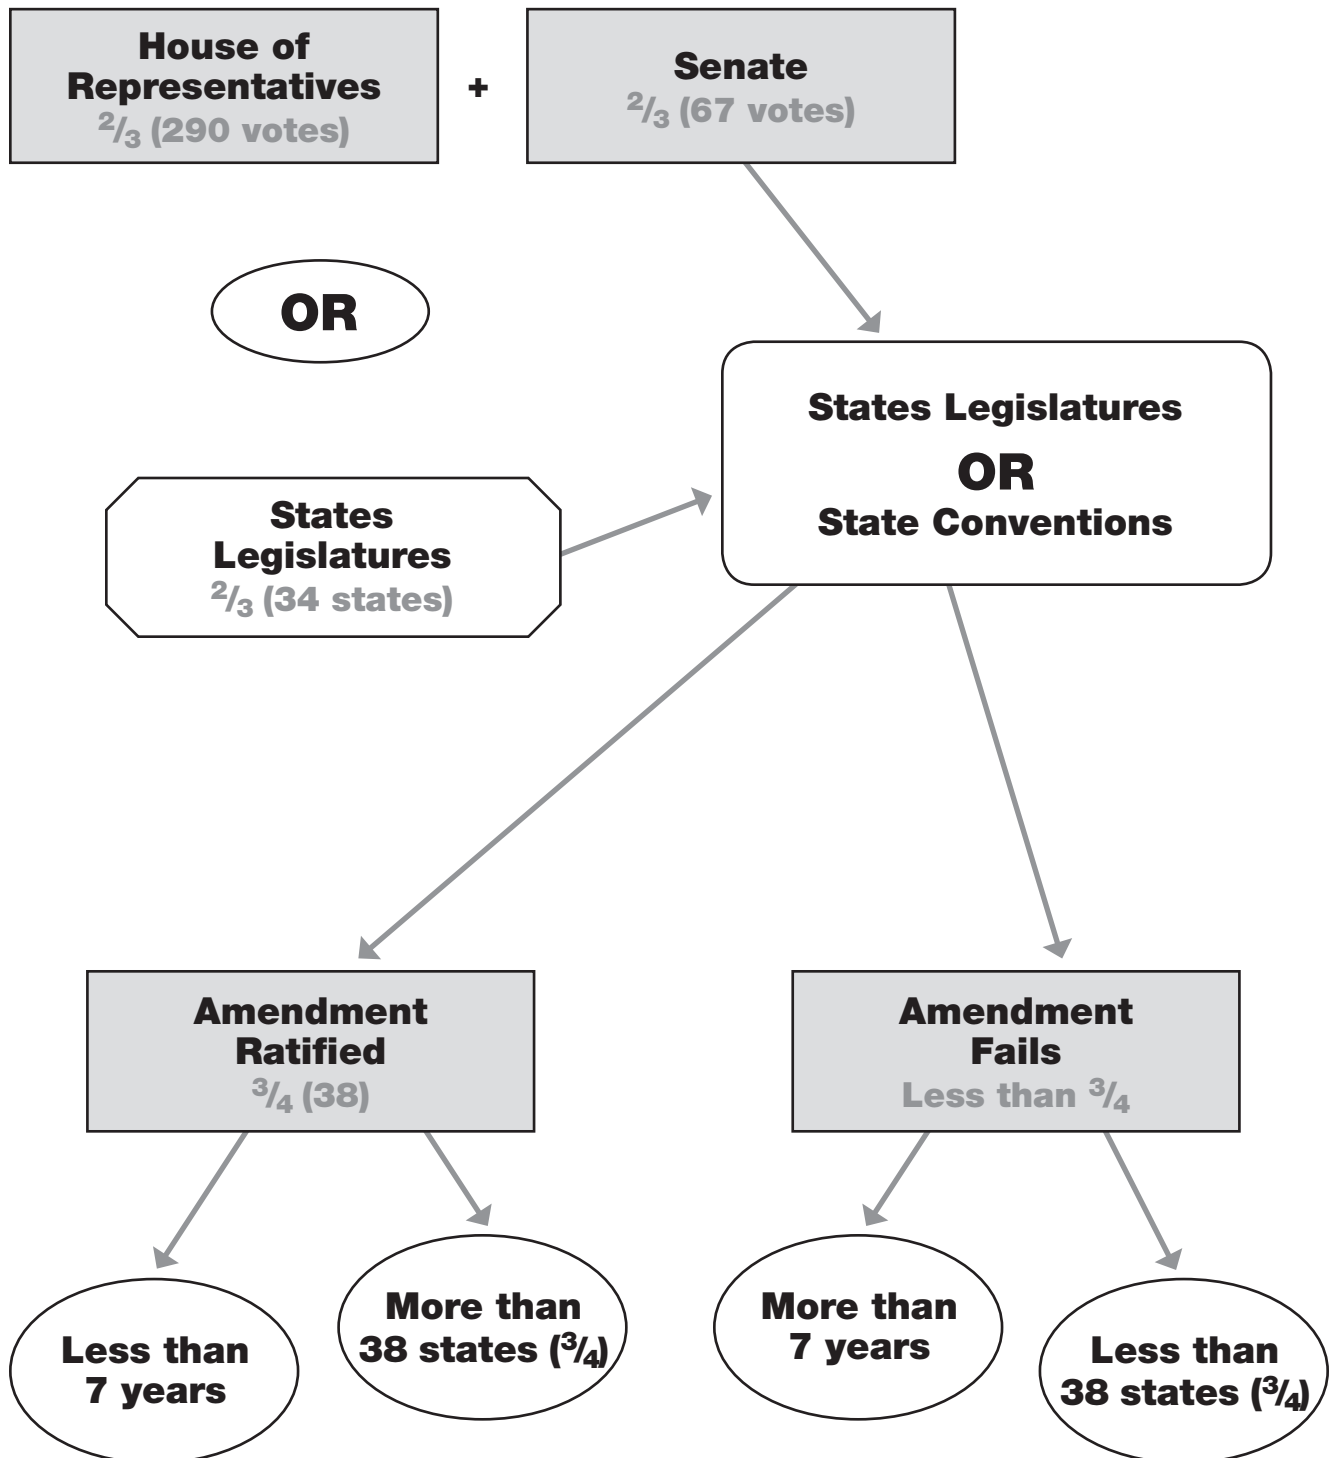 House of
Representatives
2/3 (290 votes)
+
Senate
2/3 (67 votes)
OR
States Legislatures
OR
State Conventions
States
Legislatures
2/3 (34 states)
Amendment
Ratified
3/4 (38)
Amendment
Fails
Less than 3/4
Less than
7 years
More than
38 states (3/4)
More than
7 years
Less than
38 states (3/4)